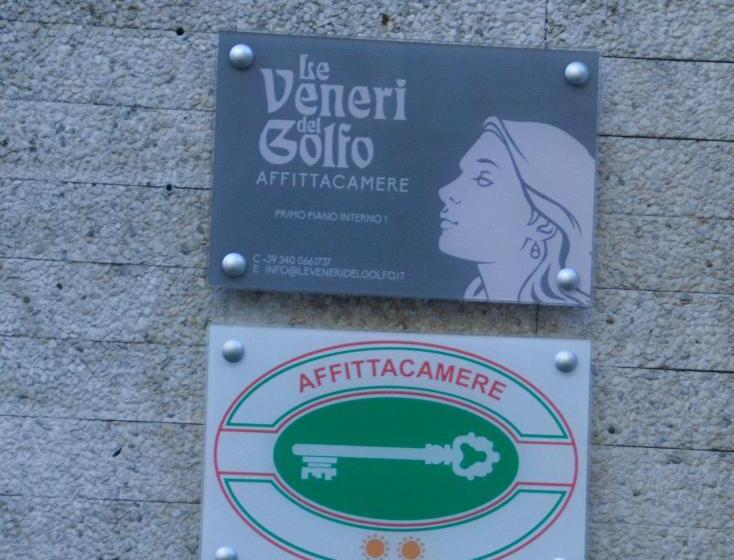 Le
Veneri
del
Golfo
AFFITTACAMERE
PRIMO PIANO INTERNO 1
C +39 340 0661737
E INFO@LEVENERIDELGOLFO.IT
AFFITTACAMERE